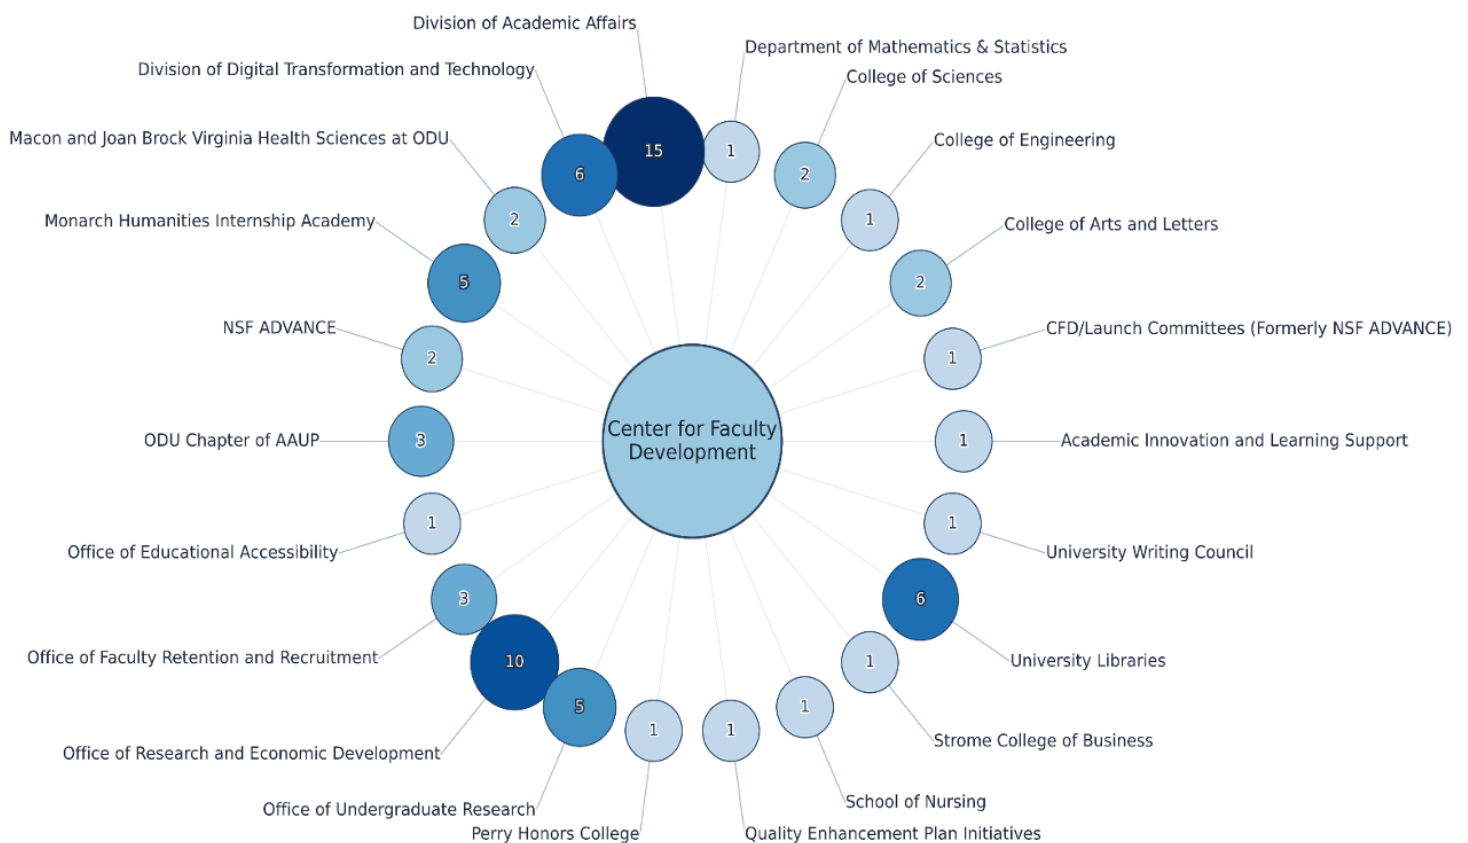 Division of Academic Affairs
Department of Mathematics & Statistics
Division of Digital Transformation and Technology
College of Sciences
Macon and Joan Brock Virginia Health Sciences at ODU
College of Engineering
15
1
6
2
2
1
Monarch Humanities Internship Academy
College of Arts and Letters
5
2
NSF ADVANCE
CFD/Launch Committees (Formerly NSF ADVANCE)
2
1
Center for Faculty
Development
ODU Chapter of AAUP
3
1
Academic Innovation and Learning Support
1
1
Office of Educational Accessibility
University Writing Council
3
6
Office of Faculty Retention and Recruitment
10
1
University Libraries
5
1
1
1
Office of Research and Economic Development
Strome College of Business
Office of Undergraduate Research
School of Nursing
Perry Honors College
Quality Enhancement Plan Initiatives